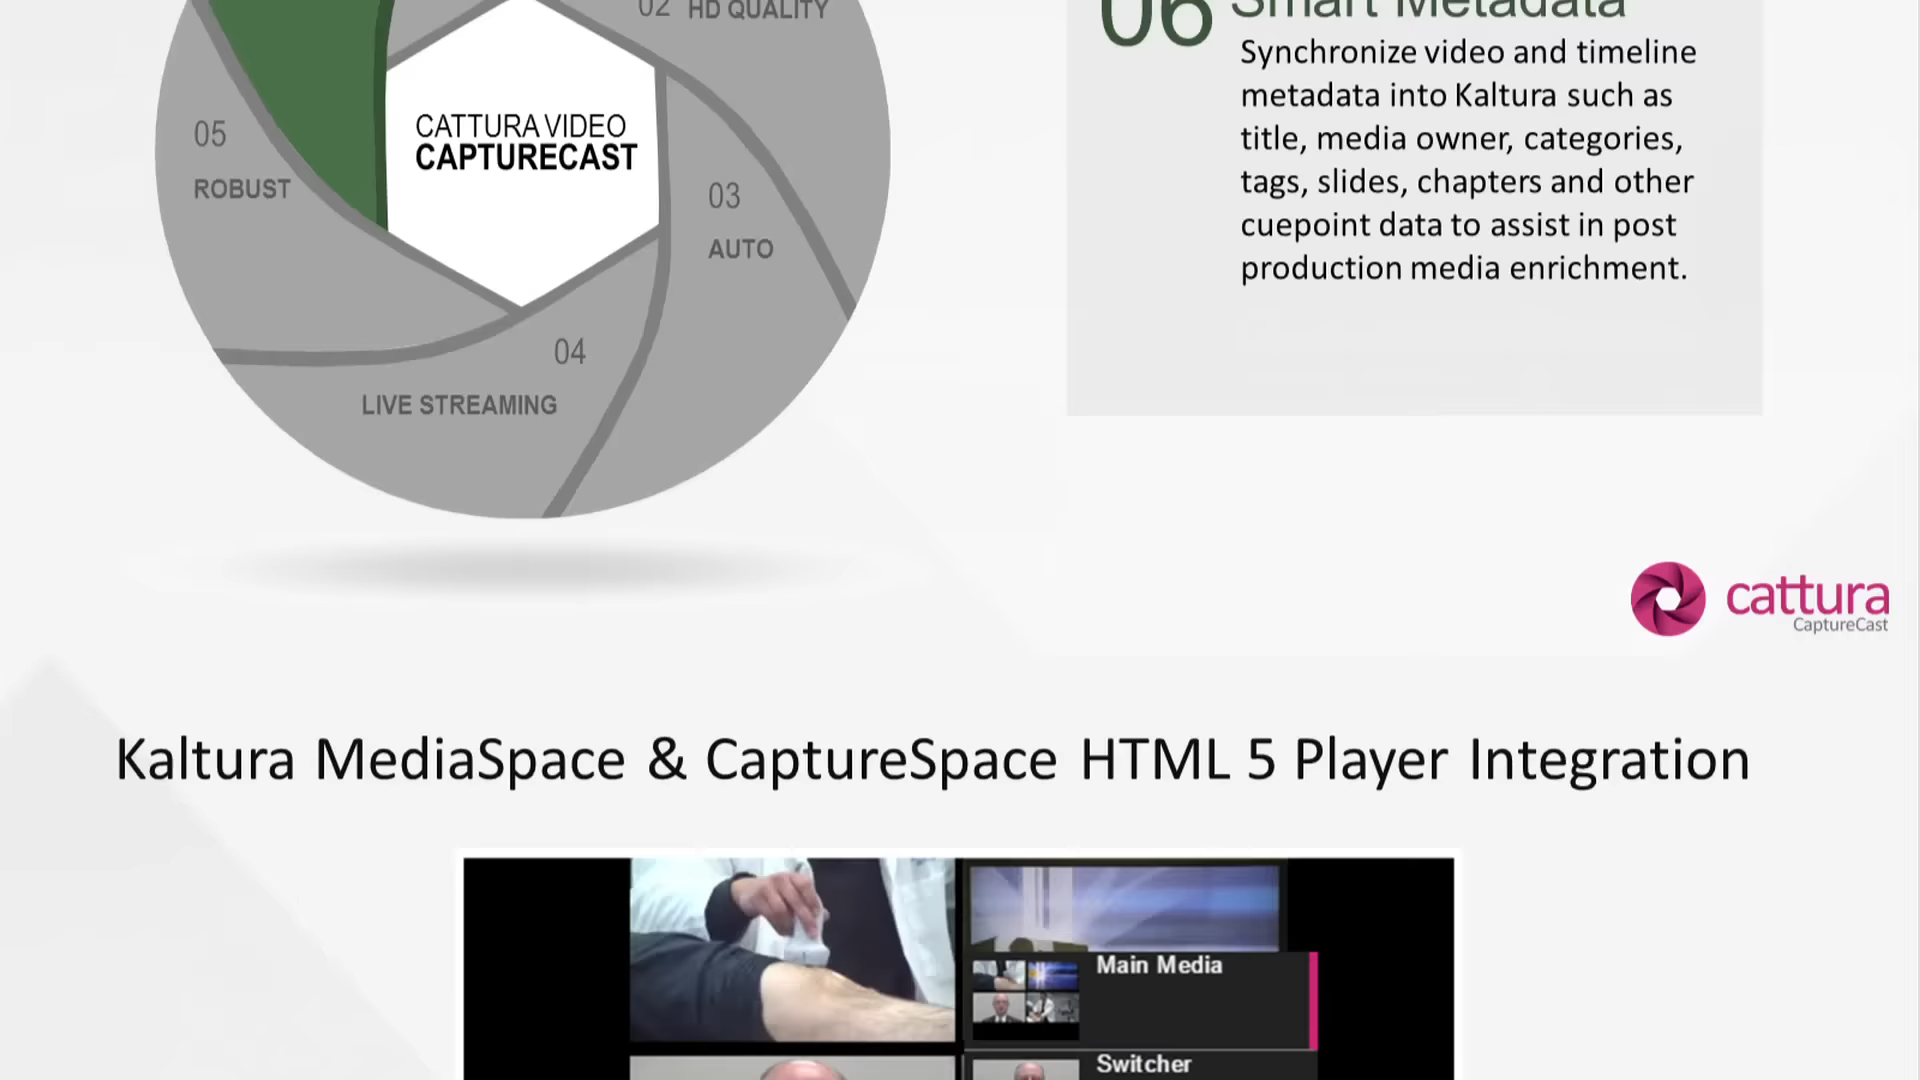 02 HD QUALITY
06 Smart Metadata
Synchronize video and timeline
metadata into Kaltura such as
title, media owner, categories,
tags, slides, chapters and other
cuepoint data to assist in post
production media enrichment.
CATTURA VIDEO
CAPTURECAST
05
ROBUST
03
AUTO
04
LIVE STREAMING
cattura
CaptureCast
Kaltura MediaSpace & CaptureSpace HTML 5 Player Integration
Main Media
Switcher